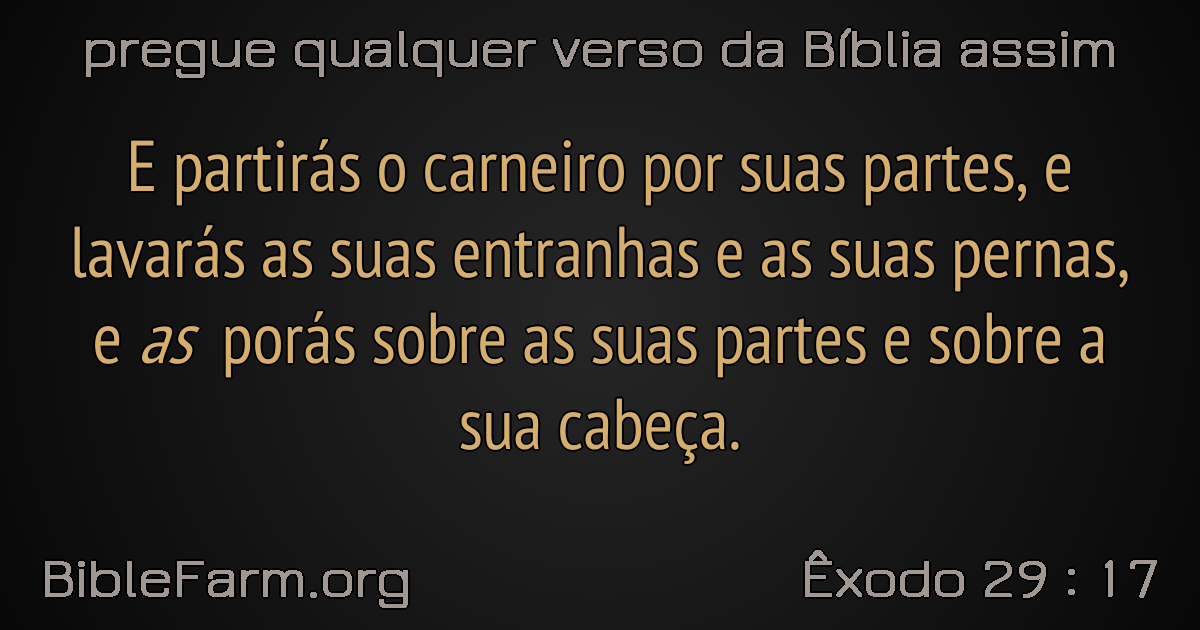 pregue qualquer verso da Bíblia assim
E partirás o carneiro por suas partes, e
lavarás as suas entranhas e as suas pernas,
e as porás sobre as suas partes e sobre a
sua cabeça.
BibleFarm.org
Êxodo 29 : 17